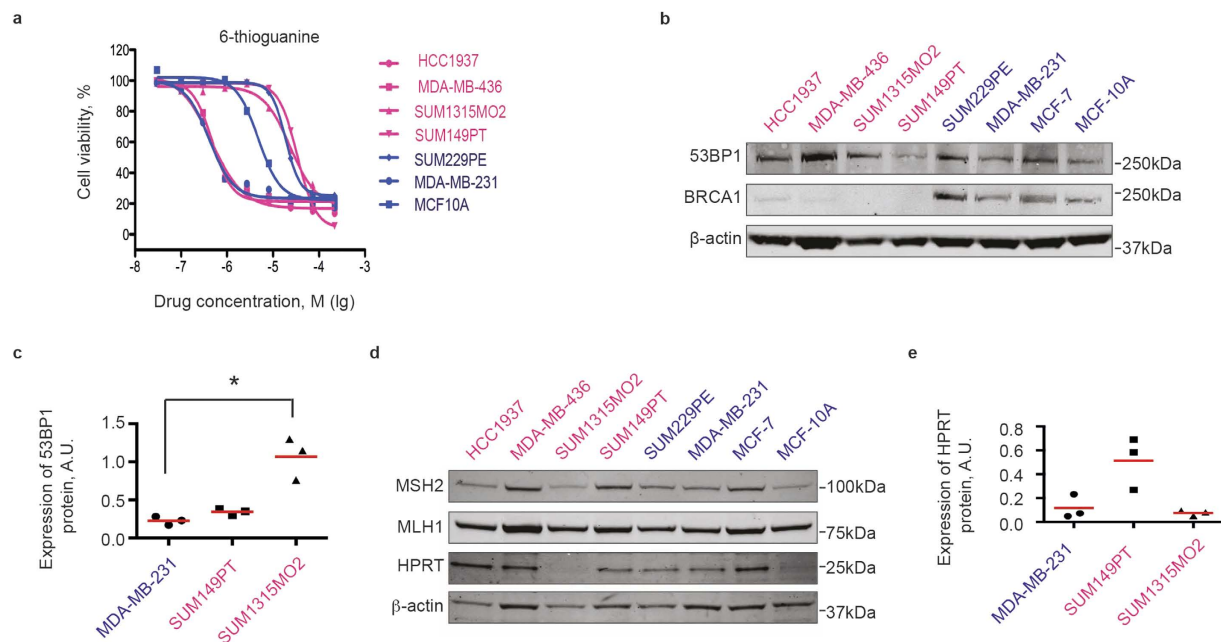 a
6-thioguanine
Cell viability, %
120
100
80
60
40
20
0
-8
-7
-6
-5
-4
-3
Drug concentration, M (lg)
HCC1937
MDA-MB-436
SUM1315MO2
SUM149PT
SUM229PE
MDA-MB-231
MCF10A
b
HCC1937
MDA-MB-436
SUM1315MO2
SUM149PT
SUM229PE
MDA-MB-231
MCF-7
MCF-10A
53BP1
-250kDa
BRCA1
-250kDa
β-actin
-37kDa
c
Expression of 53BP1
protein, A.U.
1.5
1.0
0.5
0.0
*
MDA-MB-231
SUM149PT
SUM1315MO2
d
HCC1937
MDA-MB-436
SUM1315MO2
SUM149PT
SUM229PE
MDA-MB-231
MCF-7
MCF-10A
MSH2
-100kDa
MLH1
-75kDa
HPRT
-25kDa
β-actin
-37kDa
e
Expression of HPRT
protein, A.U.
0.8
0.6
0.4
0.2
0.0
MDA-MB-231
SUM149PT
SUM1315MO2